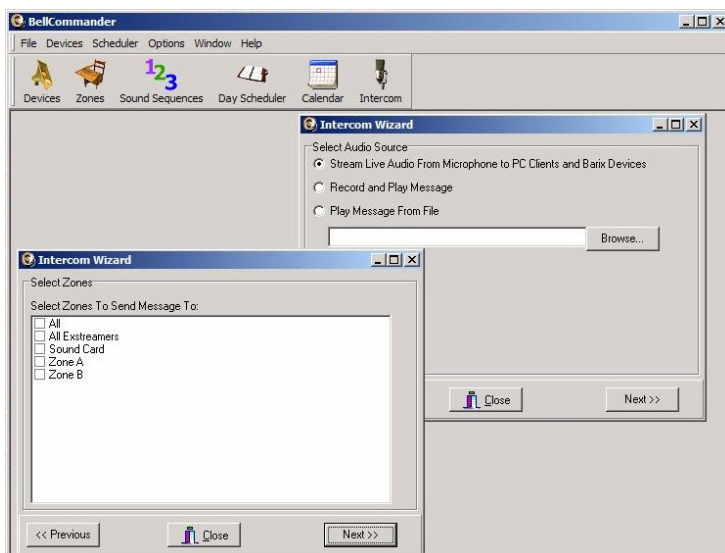 BellCommander
File Devices Scheduler Options Window Help
123
Devices Zones Sound Sequences Day Scheduler Calendar Intercom
Intercom Wizard
Select Audio Source
Stream Live Audio From Microphone to PC Clients and Barix Devices
Record and Play Message
Play Message From File
Browse...
Close Next >>
Intercom Wizard
Select Zones
Select Zones To Send Message To:
All
All Exstreamers
Sound Card
Zone A
Zone B
<< Previous Close Next >>